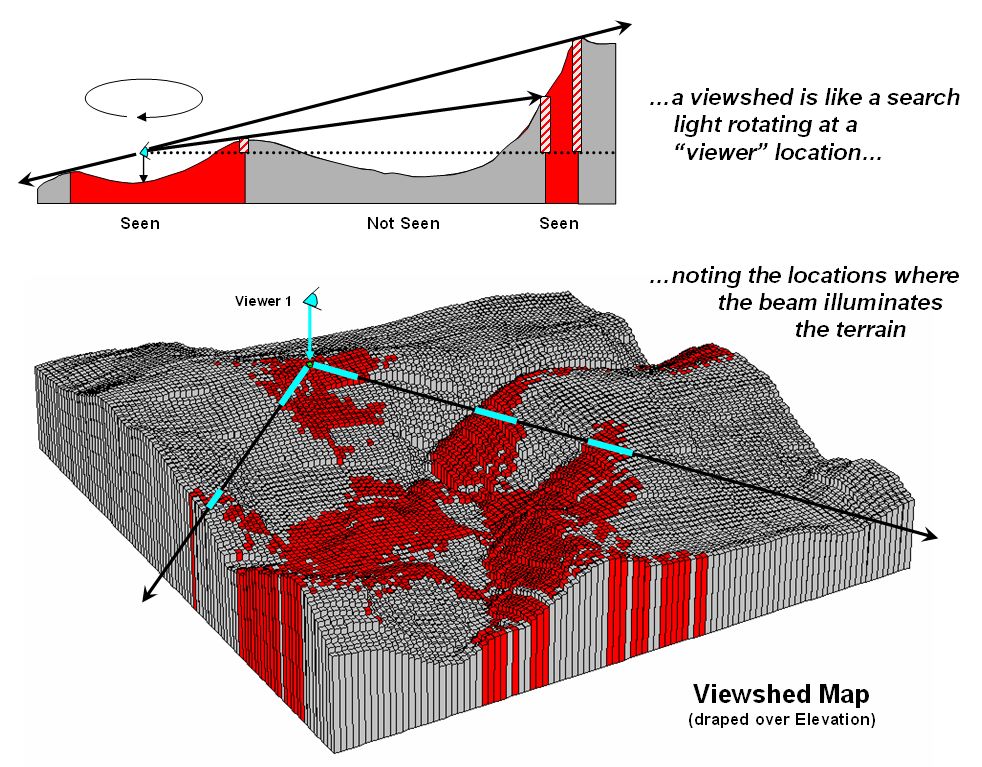 ...a viewshed is like a search
light rotating at a
“viewer” location...
Seen
Not Seen
Seen
...noting the locations where
the beam illuminates
the terrain
Viewer 1
Viewshed Map
(draped over Elevation)